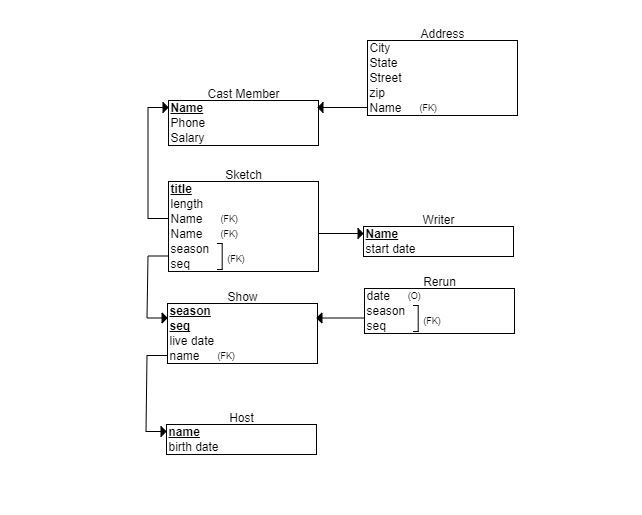 Address
City
State
Street
zip
Name (FK)
Cast Member
Name
Phone
Salary
Sketch
title
length
Name (FK)
Name (FK)
season
seq (FK)
Writer
Name
start date
Rerun
date (O)
season
seq (FK)
Show
season
seq
live date
name (FK)
Host
name
birth date